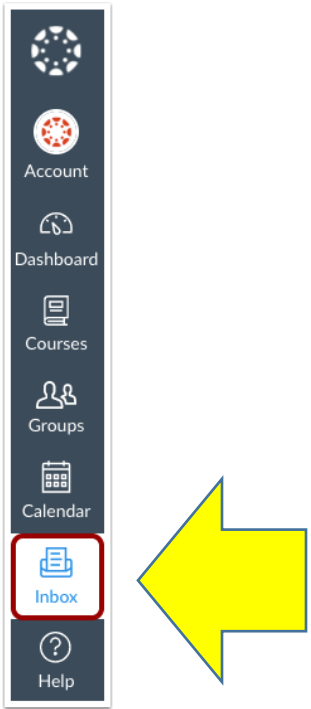 Account
Dashboard
Courses
Groups
Calendar
Inbox
Help